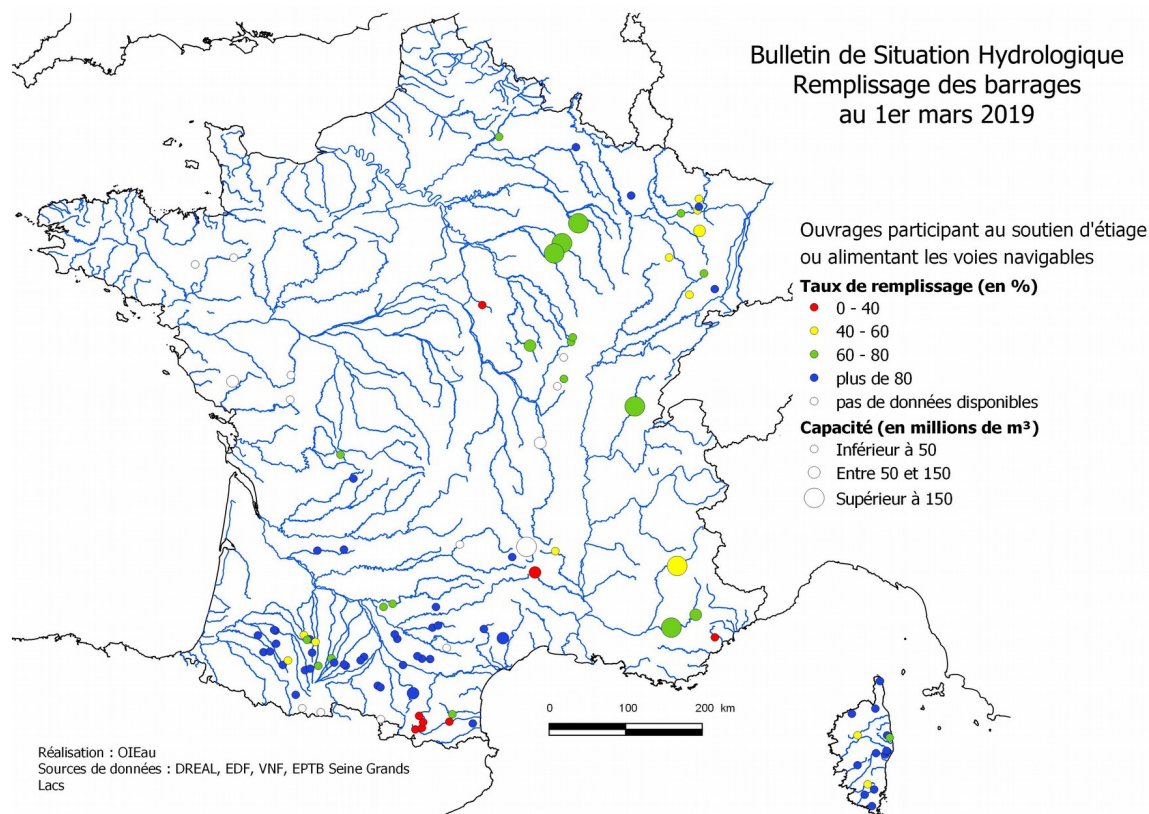 Bulletin de Situation Hydrologique
Remplissage des barrages
au 1er mars 2019
Ouvrages participant au soutien d'étiage
ou alimentant les voies navigables
Taux de remplissage (en %)
0 - 40
40 - 60
60 - 80
plus de 80
pas de données disponibles
Capacité (en millions de m³)
Inférieur à 50
Entre 50 et 150
Supérieur à 150
0 100 200 km
Réalisation : OIEau
Sources de données : DREAL, EDF, VNF, EPTB Seine Grands
Lacs